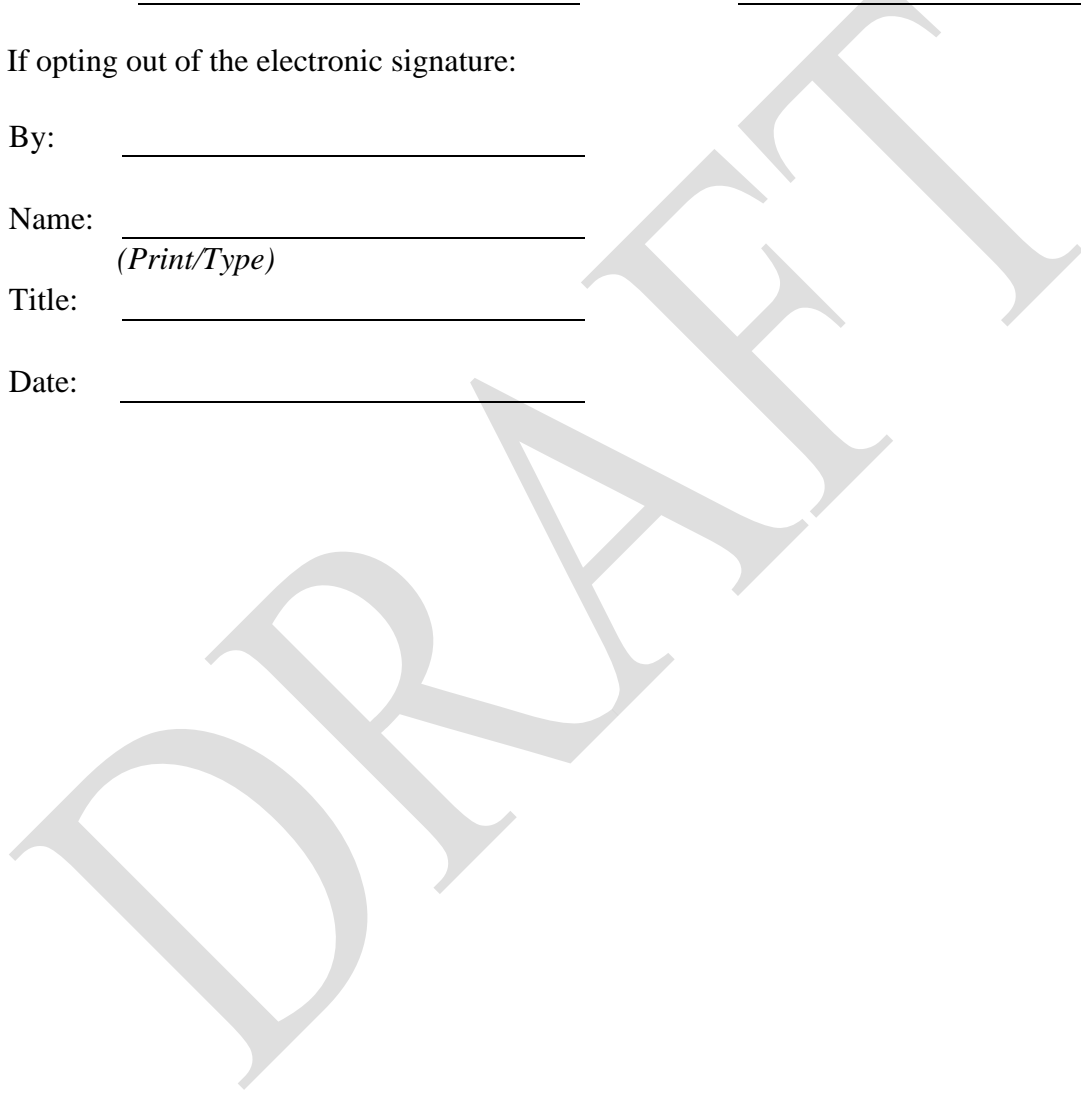 If opting out of the electronic signature:
By:
Name:
(Print/Type)
Title:
Date:
DRAFT